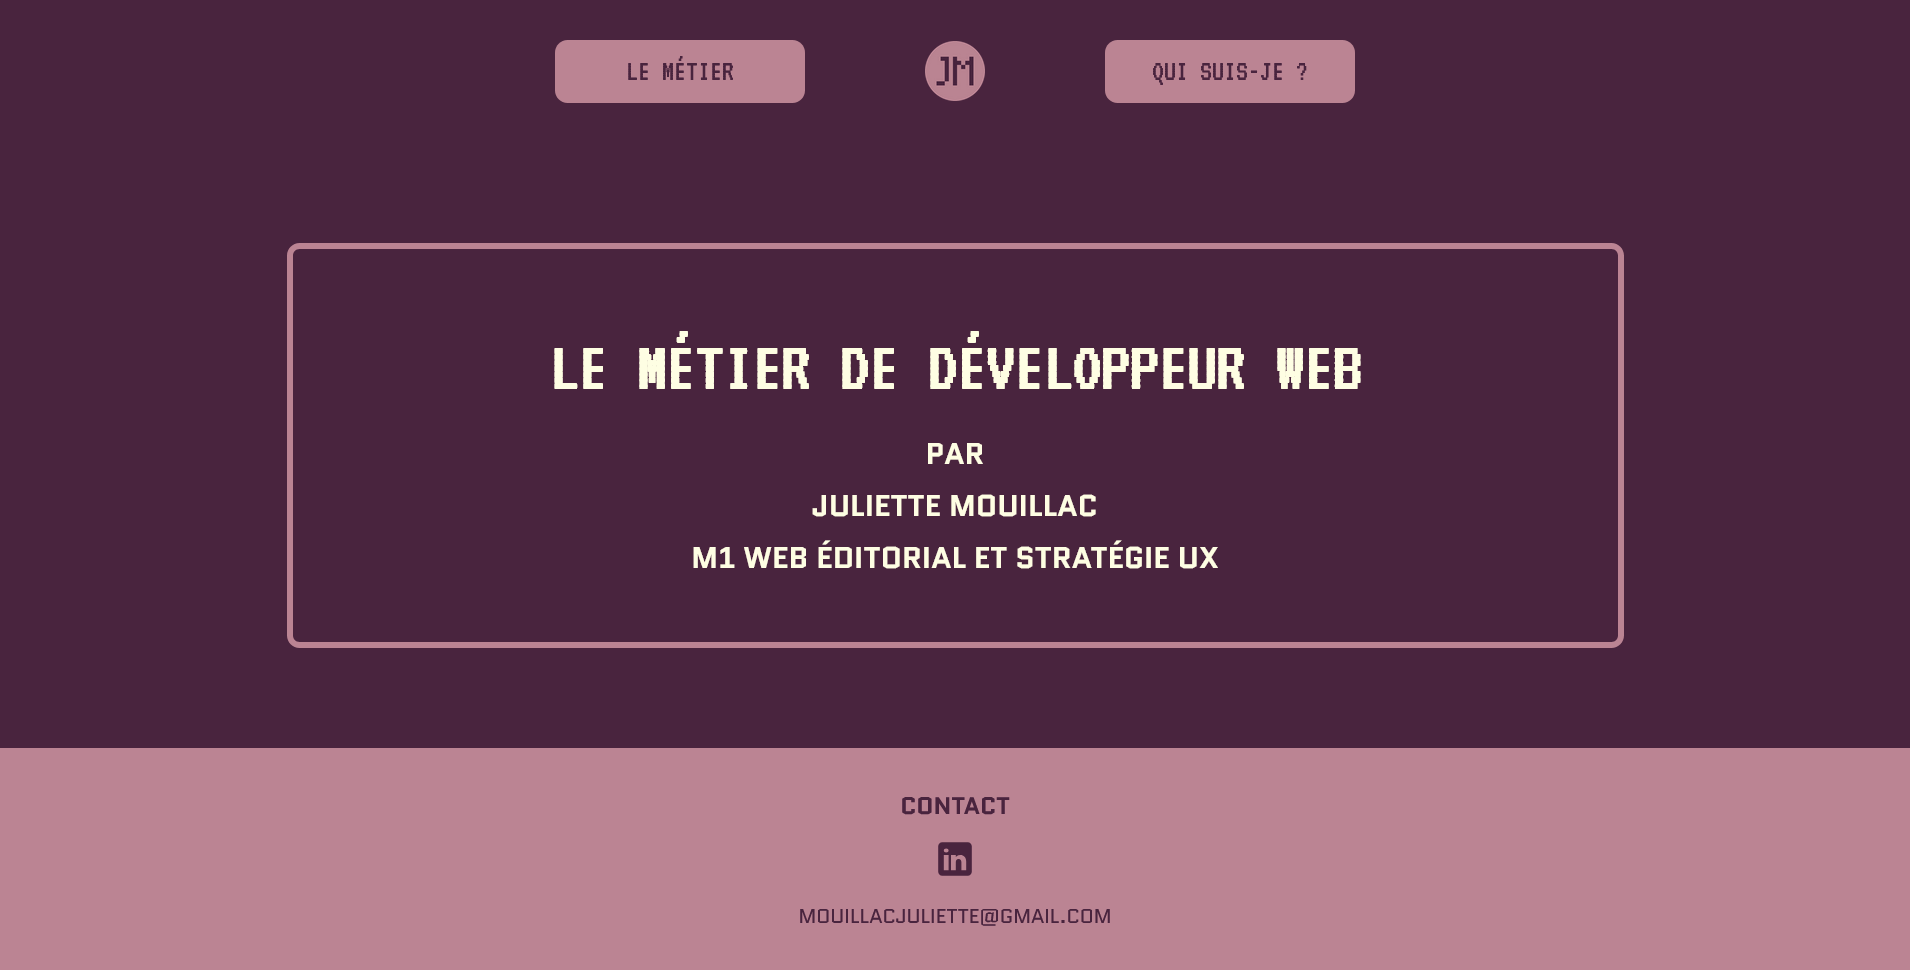 LE MÉTIER
JM
QUI SUIS-JE ?
LE MÉTIER DE DÉVELOPPEUR WEB
PAR
JULIETTE MOUILLAC
M1 WEB ÉDITORIAL ET STRATÉGIE UX
CONTACT
in
MOUILLACJULIETTE@GMAIL.COM